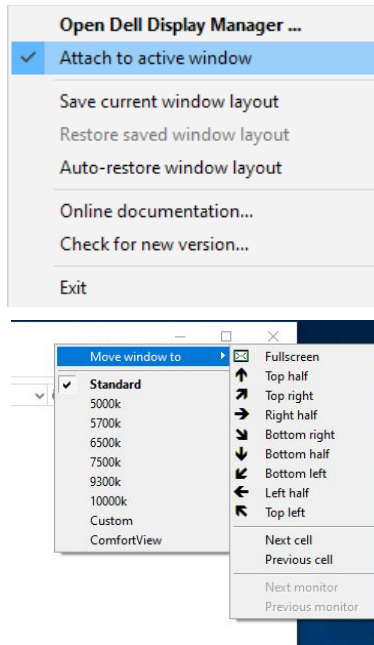 Open Dell Display Manager ...
Attach to active window
Save current window layout
Restore saved window layout
Auto-restore window layout
Online documentation...
Check for new version...
Exit
Move window to
Standard
5000k
5700k
6500k
7500k
9300k
10000k
Custom
ComfortView
Fullscreen
Top half
Top right
Right half
Bottom right
Bottom half
Bottom left
Left half
Top left
Next cell
Previous cell
Next monitor
Previous monitor